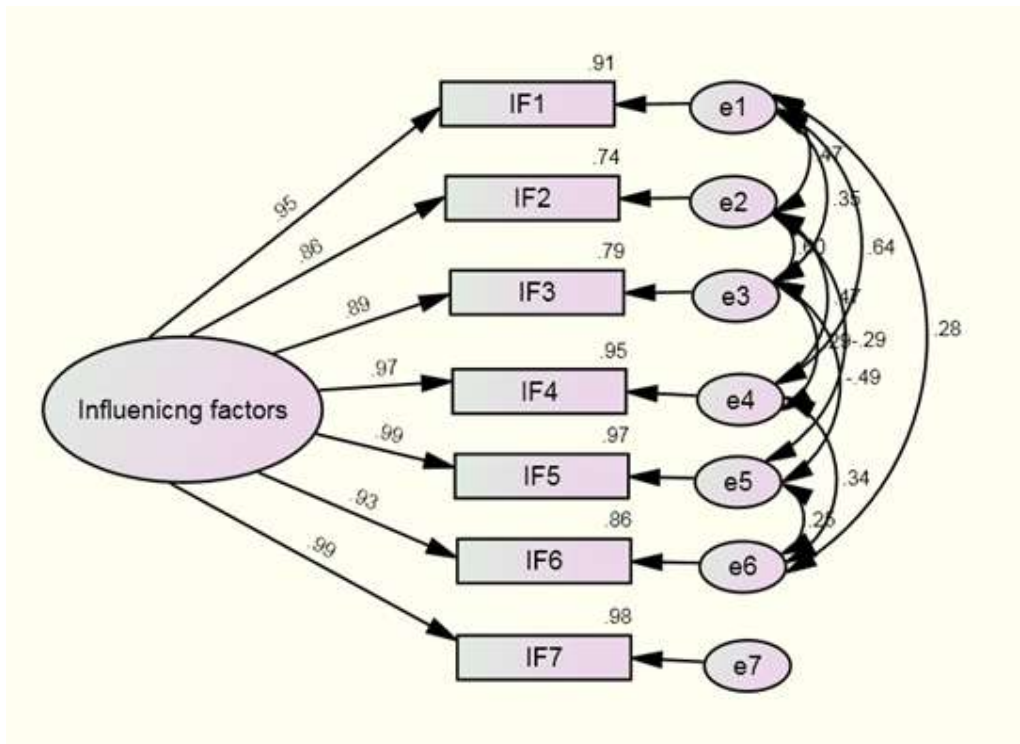 .91
IF1
e1
.95
.47
.74
IF2
e2
.35
.86
.60
.64
.79
IF3
e3
.89
.47
.28
.29
-.29
.95
IF4
e4
.97
-.49
Influenicng factors
.97
IF5
e5
.99
.34
.86
IF6
e6
.93
.25
.98
IF7
e7
.99